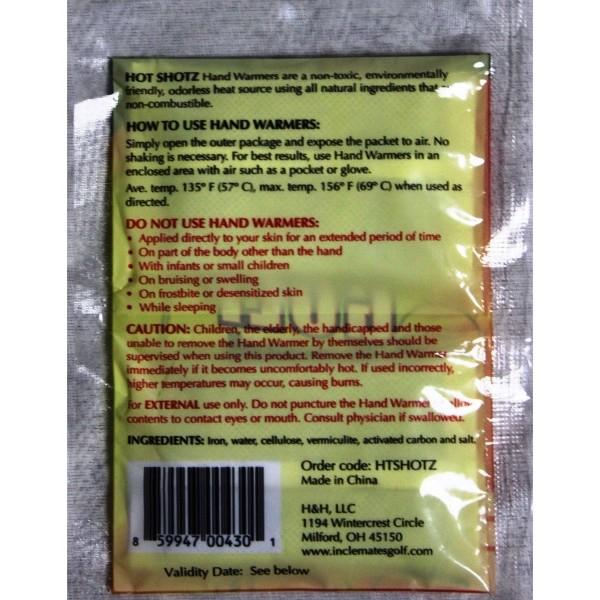 HOT SHOTZ Hand Warmers are a non-toxic, environmentally
friendly, odorless heat source using all natural ingredients that
non-combustible.
HOW TO USE HAND WARMERS:
Simply open the outer package and expose the packet to air. No
shaking is necessary. For best results, use Hand Warmers in an
enclosed area with air such as a pocket or glove.
Ave. temp. 135º F (57º C), max. temp. 156º F (69º C) when used as
directed.
DO NOT USE HAND WARMERS:
• Applied directly to your skin for an extended period of time
• On part of the body other than the hand
• With infants or small children
• On bruising or swelling
• On frostbite or desensitized skin
• While sleeping
CAUTION: Children, the elderly, the handicapped and those
unable to remove the Hand Warmer by themselves should be
supervised when using this product. Remove the Hand Warmer
immediately if it becomes uncomfortably hot. If used incorrectly,
higher temperatures may occur, causing burns.
For EXTERNAL use only. Do not puncture the Hand Warmer
contents to contact eyes or mouth. Consult physician if swallowed.
INGREDIENTS: Iron, water, cellulose, vermiculite, activated carbon and salt.
Order code: HTSHOTZ
Made in China
H&H, LLC
1194 Wintercrest Circle
Milford, OH 45150
www.inclematesgolf.com
8 59947 00430 1
Validity Date: See below